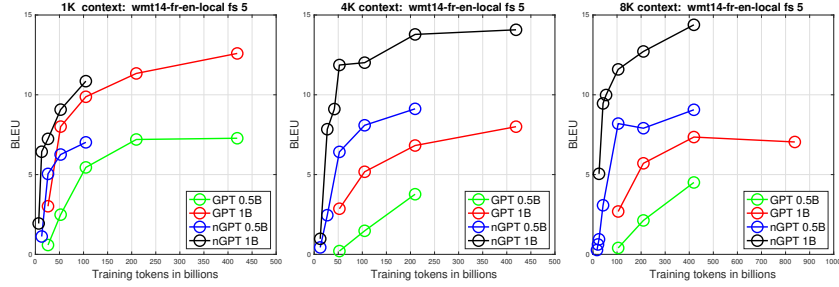 1K context: wmt14-fr-en-local fs 5
BLEU
15
10
5
0
GPT 0.5B
GPT 1B
nGPT 0.5B
nGPT 1B
0 50 100 150 200 250 300 350 400 450 500
Training tokens in billions
4K context: wmt14-fr-en-local fs 5
BLEU
15
10
5
0
GPT 0.5B
GPT 1B
nGPT 0.5B
nGPT 1B
0 50 100 150 200 250 300 350 400 450 500
Training tokens in billions
8K context: wmt14-fr-en-local fs 5
BLEU
15
10
5
0
GPT 0.5B
GPT 1B
nGPT 0.5B
nGPT 1B
0 100 200 300 400 500 600 700 800 900 1000
Training tokens in billions